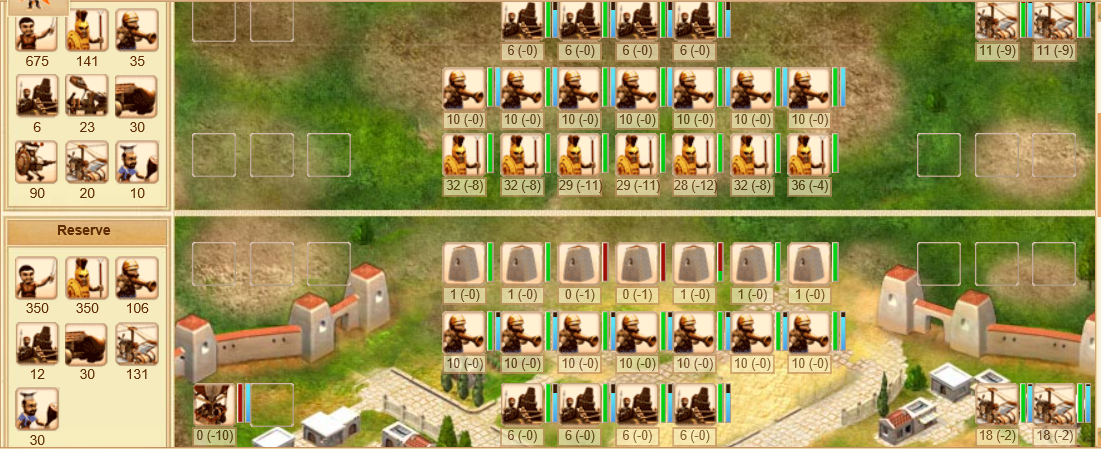 675 141 35
6 23 30
90 20 10
Reserve
350 350 106
12 30 131
30
6 (-0) 6 (-0) 6 (-0) 6 (-0) 11 (-9) 11 (-9)
10 (-0) 10 (-0) 10 (-0) 10 (-0) 10 (-0) 10 (-0) 10 (-0)
32 (-8) 32 (-8) 29 (-11) 29 (-11) 28 (-12) 32 (-8) 36 (-4)
1 (-0) 1 (-0) 0 (-1) 0 (-1) 1 (-0) 1 (-0) 1 (-0)
10 (-0) 10 (-0) 10 (-0) 10 (-0) 10 (-0) 10 (-0) 10 (-0)
0 (-10) 6 (-0) 6 (-0) 6 (-0) 6 (-0) 18 (-2) 18 (-2)